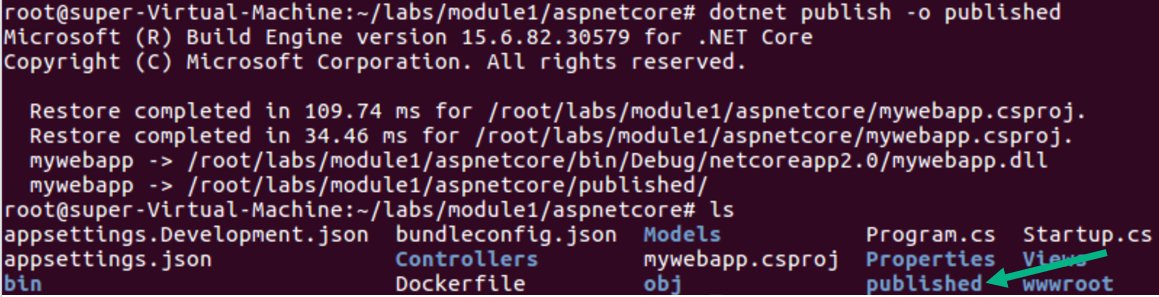 root@super-Virtual-Machine:~/labs/module1/aspnetcore# dotnet publish -o published
Microsoft (R) Build Engine version 15.6.82.30579 for .NET Core
Copyright (C) Microsoft Corporation. All rights reserved.
Restore completed in 109.74 ms for /root/labs/module1/aspnetcore/mywebapp.csproj.
Restore completed in 34.46 ms for /root/labs/module1/aspnetcore/mywebapp.csproj.
mywebapp -> /root/labs/module1/aspnetcore/bin/Debug/netcoreapp2.0/mywebapp.dll
mywebapp -> /root/labs/module1/aspnetcore/published/
root@super-Virtual-Machine:~/labs/module1/aspnetcore# ls
appsettings.Development.json bundleconfig.json Models Program.cs Startup.cs
appsettings.json Controllers mywebapp.csproj Properties Views
bin Dockerfile obj published wwwroot